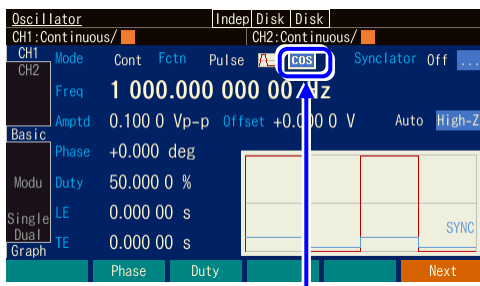 Oscillator Indep Disk Disk
CH1:Continuous/ CH2:Continuous/
CH1 Mode Cont Fctn Pulse COS Synclator Off ...
CH2
Freq 1 000.000 000 00 Hz
Amptd 0.100 0 Vp-p Offset +0.000 0 V Auto High-Z
Basic
Phase +0.000 deg
Modu Duty 50.000 0 %
Single LE 0.000 00 s
SYNC
Dual
Graph TE 0.000 00 s
Phase Duty Next